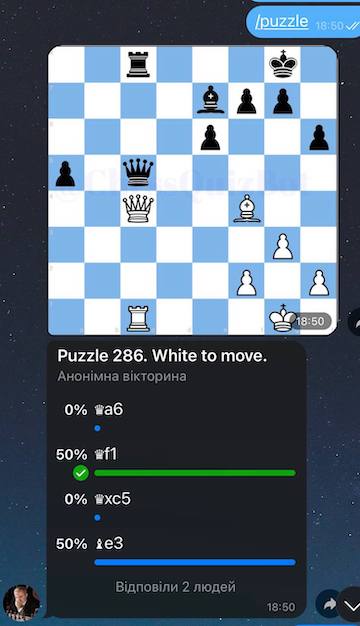 /puzzle 18:50
@ChessQuizBot
18:50
Puzzle 286. White to move.
Анонімна вікторина
0% ♛a6
50% ♛f1
0% ♛xc5
50% ♝e3
Відповіли 2 людей
18:50